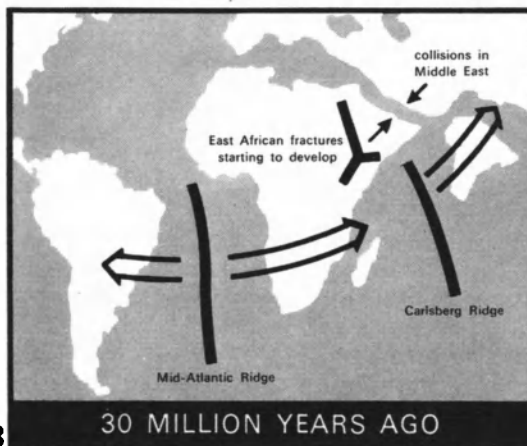 collisions in
Middle East
East African fractures
starting to develop
Carlsberg Ridge
Mid-Atlantic Ridge
30 MILLION YEARS AGO